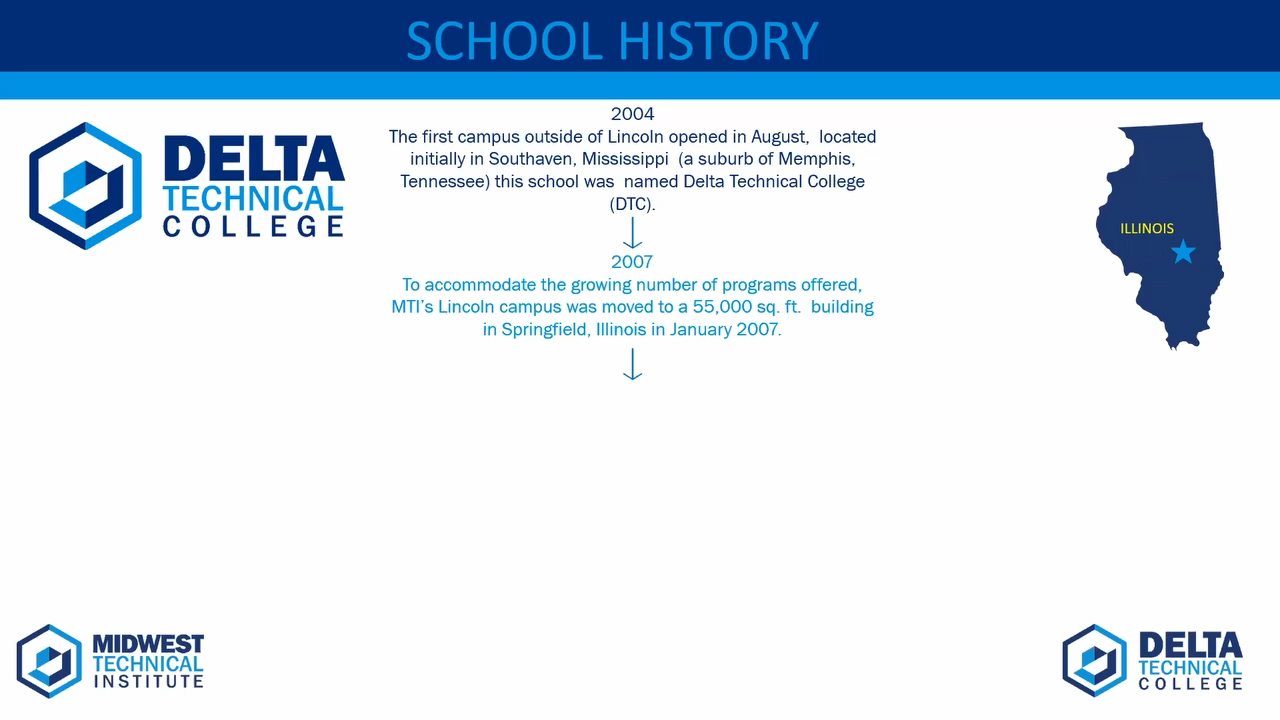 SCHOOL HISTORY
DELTA
TECHNICAL
COLLEGE
2004
The first campus outside of Lincoln opened in August, located
initially in Southaven, Mississippi (a suburb of Memphis,
Tennessee) this school was named Delta Technical College
(DTC).
2007
To accommodate the growing number of programs offered,
MTI's Lincoln campus was moved to a 55,000 sq. ft. building
in Springfield, Illinois in January 2007.
ILLINOIS
MIDWEST
TECHNICAL
INSTITUTE
DELTA
TECHNICAL
COLLEGE